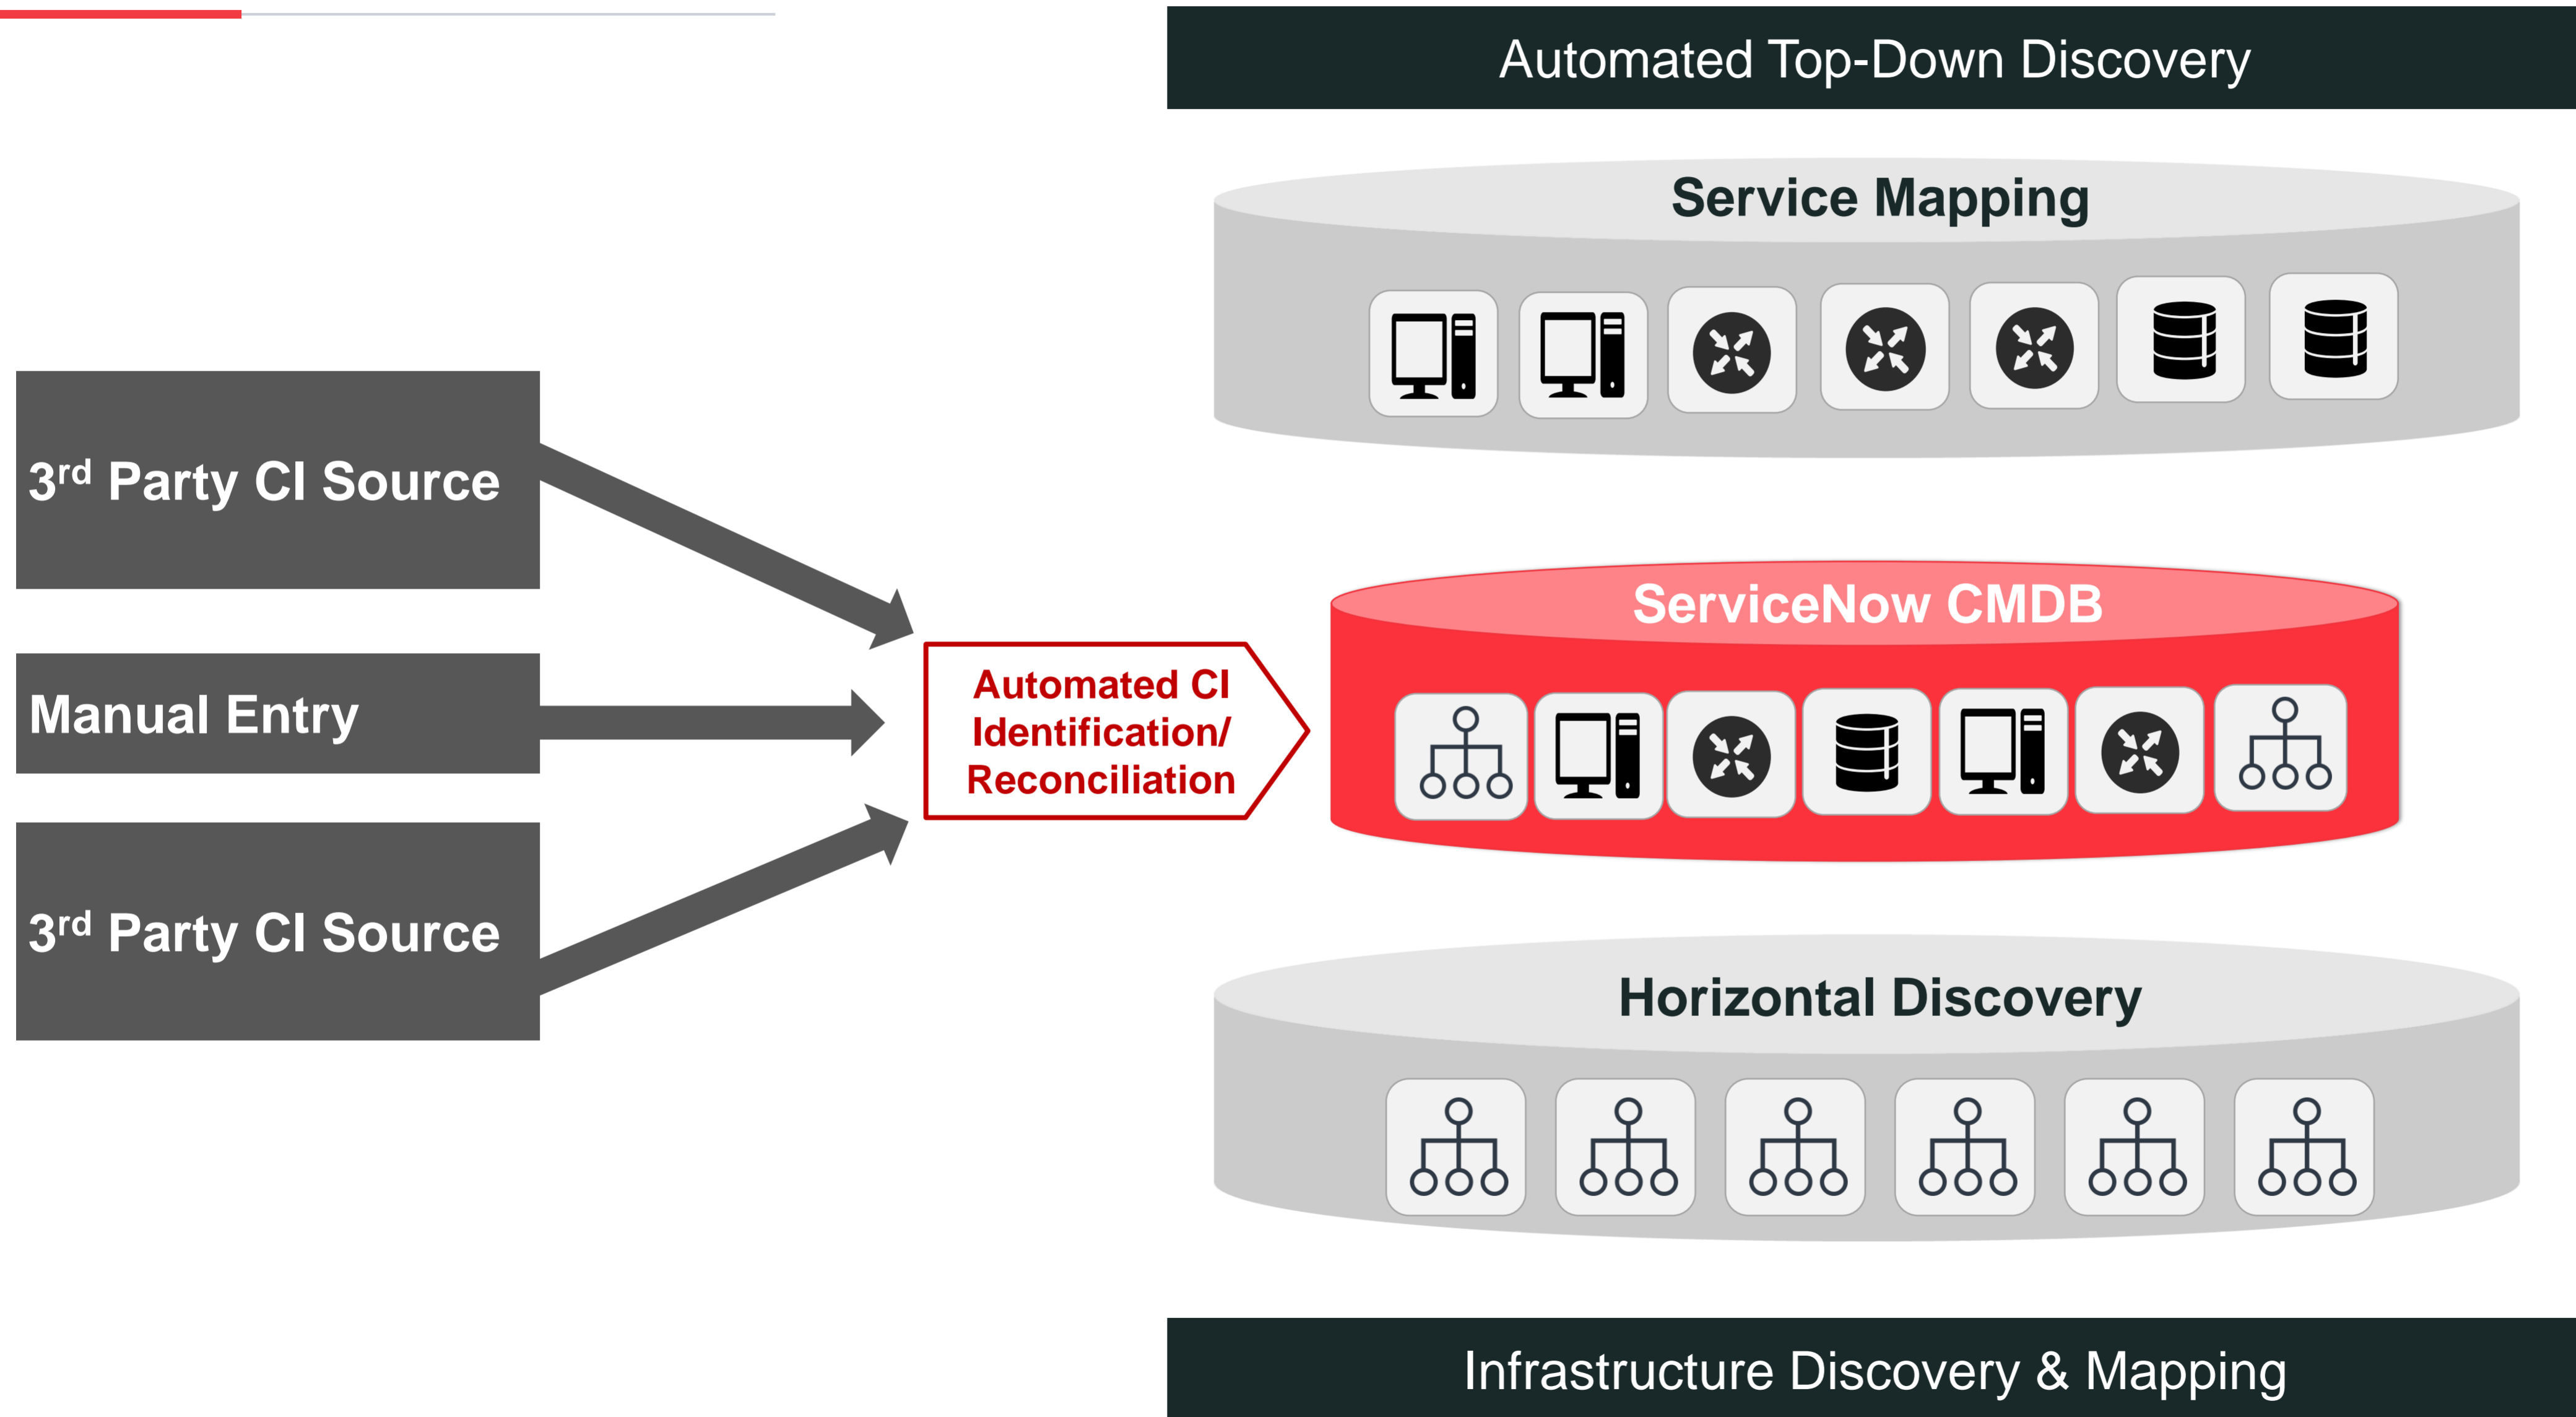 Automated Top-Down Discovery
Service Mapping
3rd Party CI Source
Manual Entry
3rd Party CI Source
Automated CI
Identification/
Reconciliation
ServiceNow CMDB
Horizontal Discovery
Infrastructure Discovery & Mapping